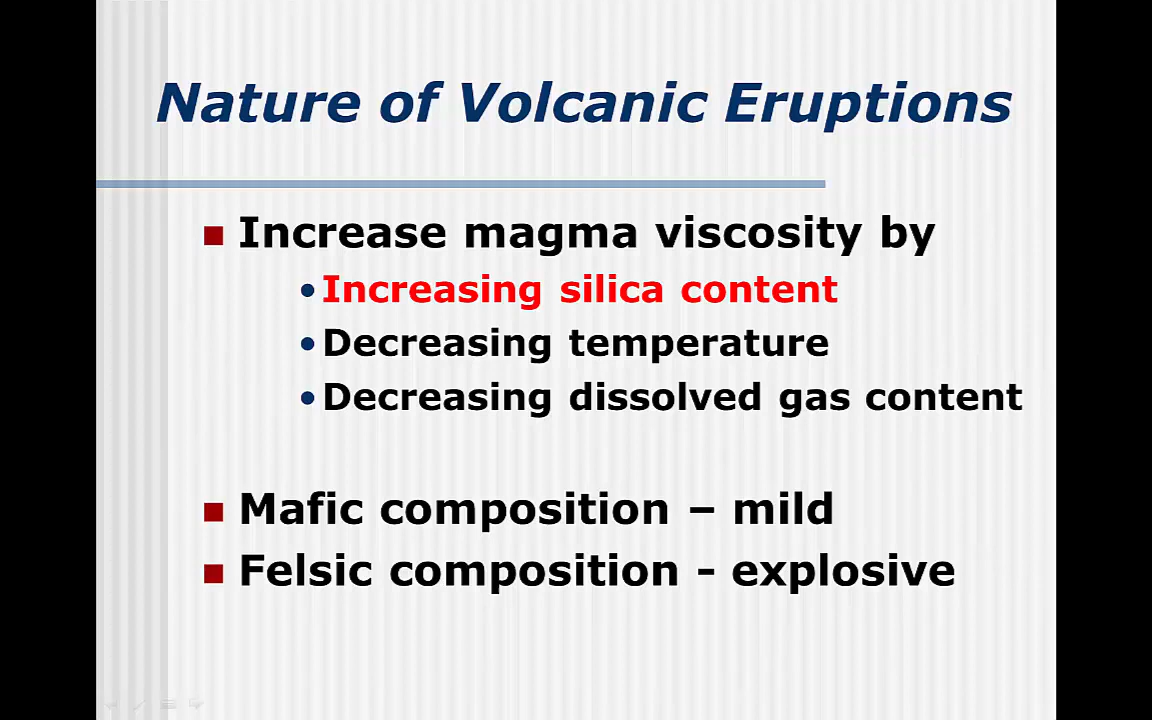 Nature of Volcanic Eruptions
Increase magma viscosity by
Increasing silica content
Decreasing temperature
Decreasing dissolved gas content
Mafic composition – mild
Felsic composition - explosive